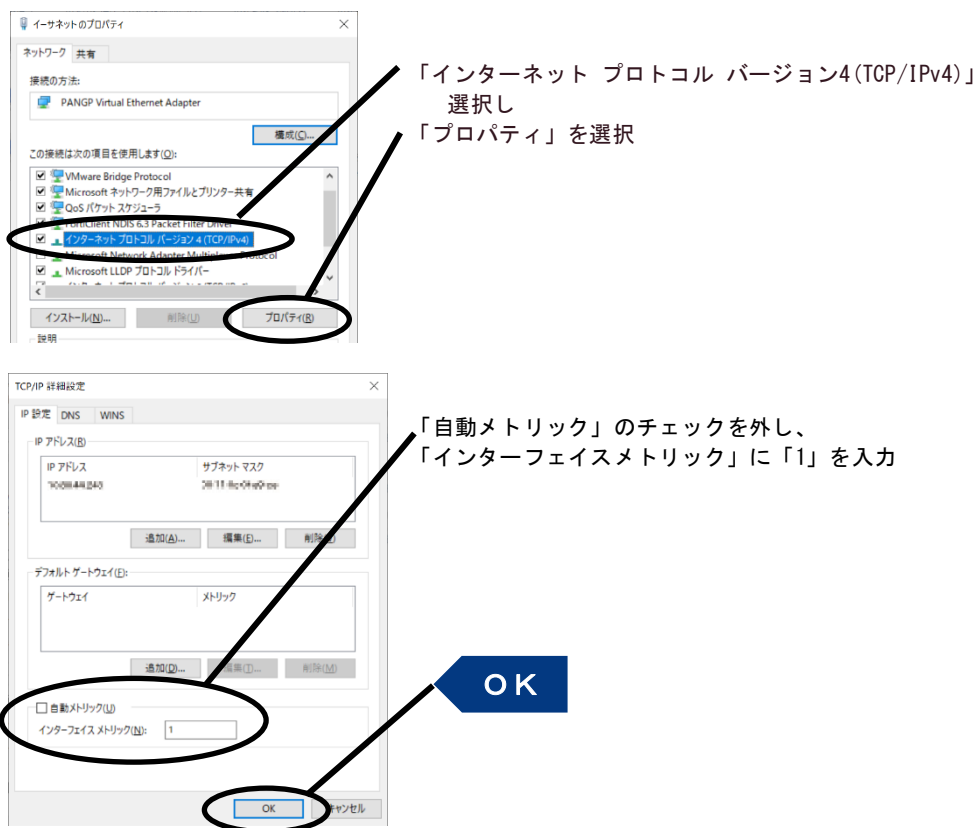 イーサネットのプロパティ
ネットワーク 共有
接続の方法:
PANGP Virtual Ethernet Adapter
構成(C)...
この接続は次の項目を使用します(O):
VMware Bridge Protocol
Microsoft ネットワーク用ファイルとプリンター共有
QoS パケット スケジューラ
FortiClient NDIS 6.3 Packet Filter Driver
インターネット プロトコル バージョン 4 (TCP/IPv4)
Microsoft Network Adapter Multiplexor Protocol
Microsoft LLDP プロトコル ドライバー
インストール(N)... 削除(U) プロパティ(R)
説明
「インターネット プロトコル バージョン4(TCP/IPv4)」
選択し
「プロパティ」を選択
TCP/IP 詳細設定
IP 設定 DNS WINS
IP アドレス(R)
IP アドレス サブネット マスク
追加(A)... 編集(E)... 削除
デフォルト ゲートウェイ(F):
ゲートウェイ メトリック
追加(D)... 編集(T)... 削除(M)
自動メトリック(U)
インターフェイス メトリック(N): 1
OK キャンセル
「自動メトリック」のチェックを外し、
「インターフェイスメトリック」に「1」を入力
OK